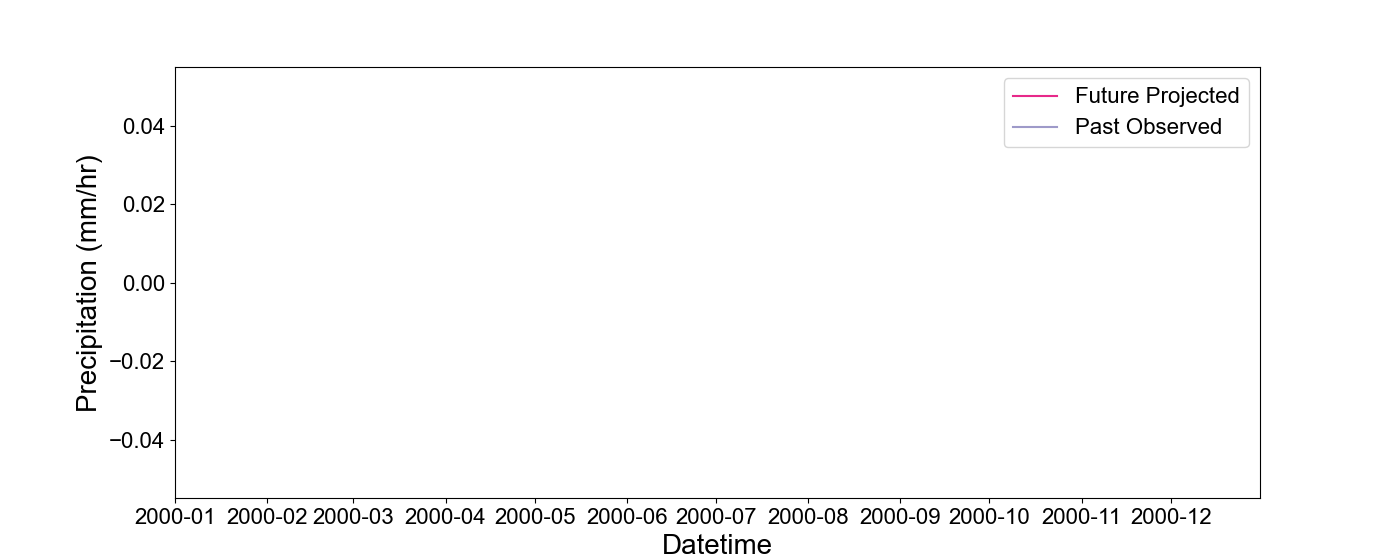 Future Projected
Past Observed
Precipitation (mm/hr)
0.04
0.02
0.00
−0.02
−0.04
2000-01 2000-02 2000-03 2000-04 2000-05 2000-06 2000-07 2000-08 2000-09 2000-10 2000-11 2000-12
Datetime